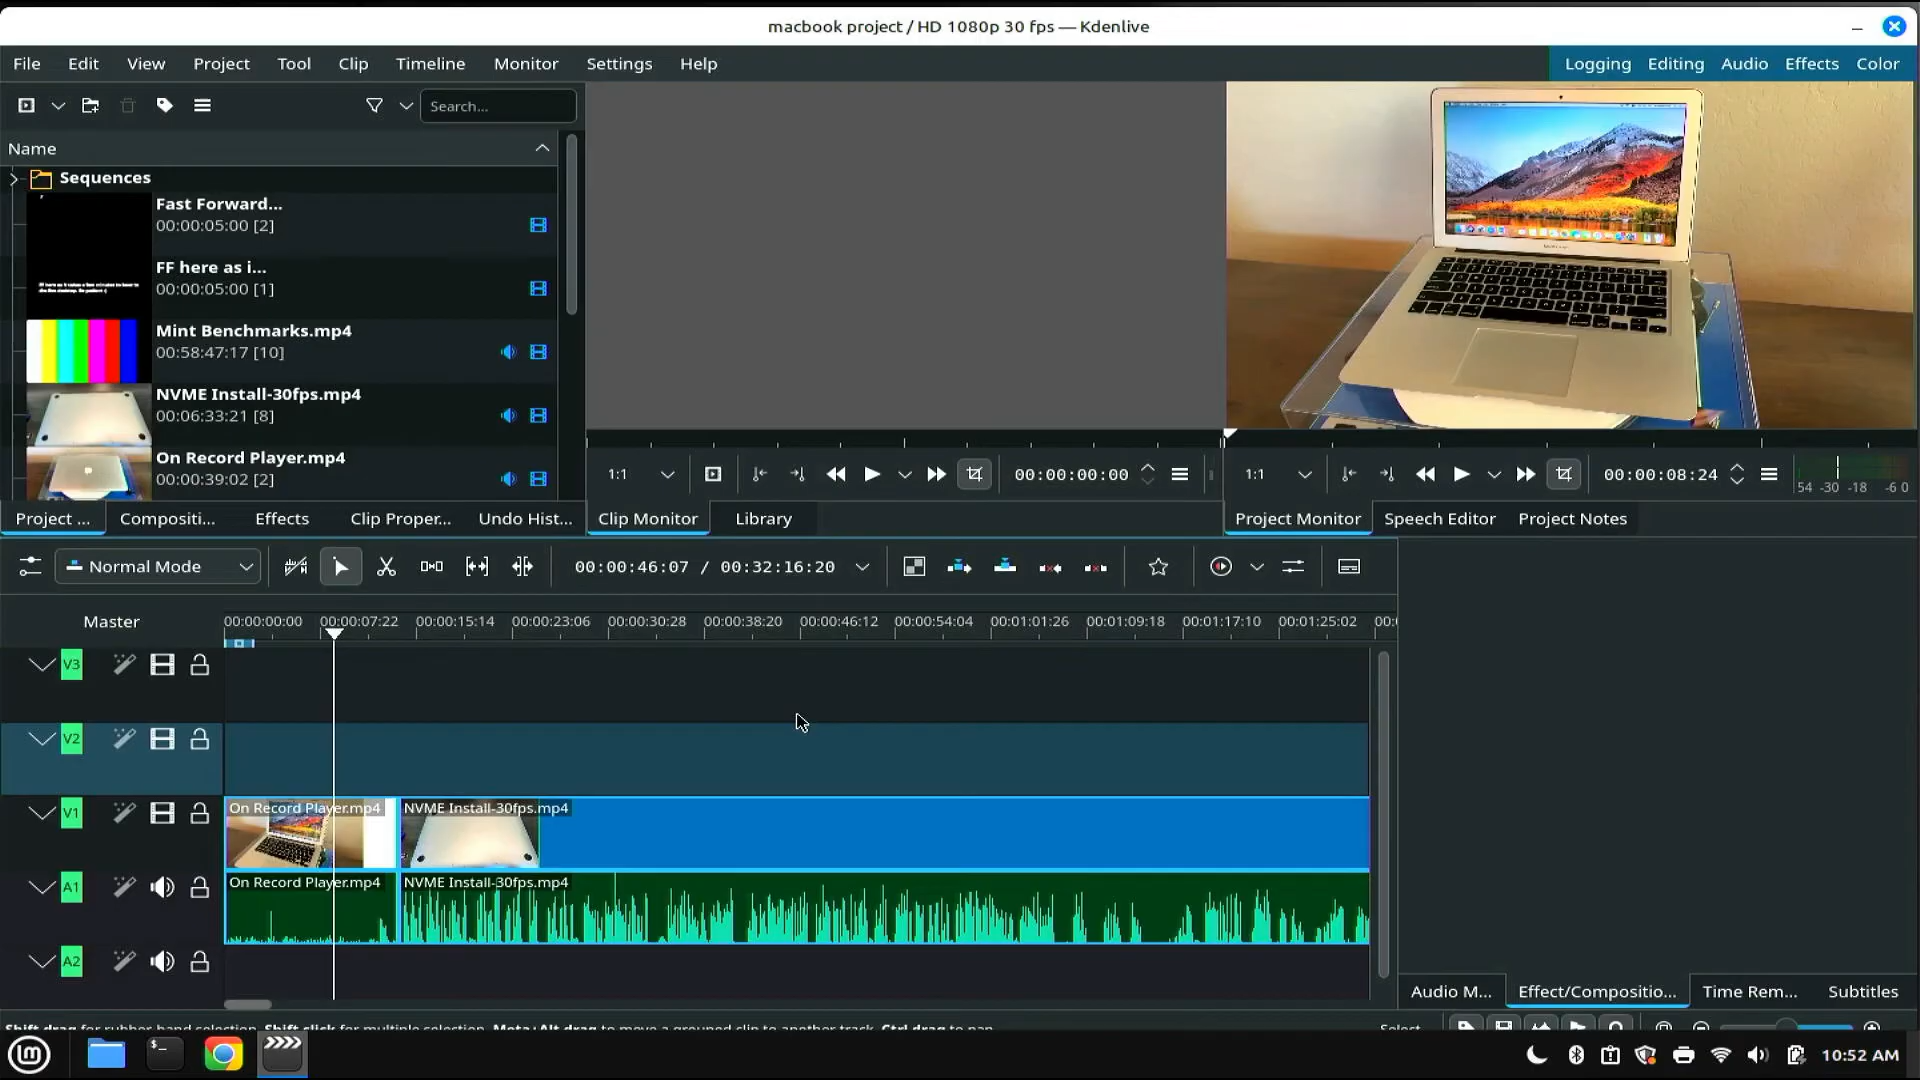 macbook project / HD 1080p 30 fps — Kdenlive
File Edit View Project Tool Clip Timeline Monitor Settings Help
Logging Editing Audio Effects Color
Search...
Name
Sequences
Fast Forward...
00:00:05:00 [2]
FF here as i...
00:00:05:00 [1]
Mint Benchmarks.mp4
00:58:47:17 [10]
NVME Install-30fps.mp4
00:06:33:21 [8]
On Record Player.mp4
00:00:39:02 [2]
1:1 00:00:00:00
1:1 00:00:08:24
54 -30 -18 -6 0
Project ... Compositi... Effects Clip Proper... Undo Hist...
Clip Monitor Library
Project Monitor Speech Editor Project Notes
Normal Mode
00:00:46:07 / 00:32:16:20
Master
00:00:00:00 00:00:07:22 00:00:15:14 00:00:23:06 00:00:30:28 00:00:38:20 00:00:46:12 00:00:54:04 00:01:01:26 00:01:09:18 00:01:17:10 00:01:25:02
V3
V2
V1
On Record Player.mp4 NVME Install-30fps.mp4
A1
On Record Player.mp4 NVME Install-30fps.mp4
A2
Audio M... Effect/Compositio... Time Rem... Subtitles
Shift drag for rubber-band selection, Shift click for multiple selection, Meta+Alt drag to move a grouped clip to another track, Ctrl drag to pan
Select
10:52 AM